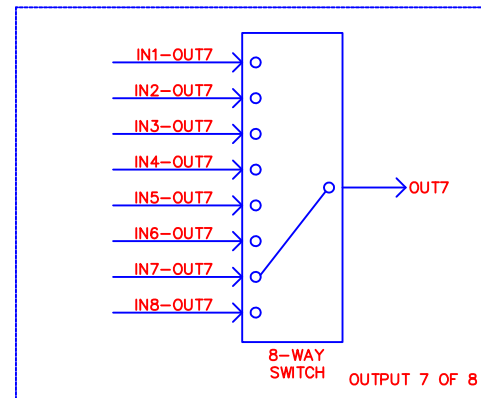 IN1-OUT7
IN2-OUT7
IN3-OUT7
IN4-OUT7
IN5-OUT7
IN6-OUT7
IN7-OUT7
IN8-OUT7
OUT7
8-WAY
SWITCH
OUTPUT 7 OF 8